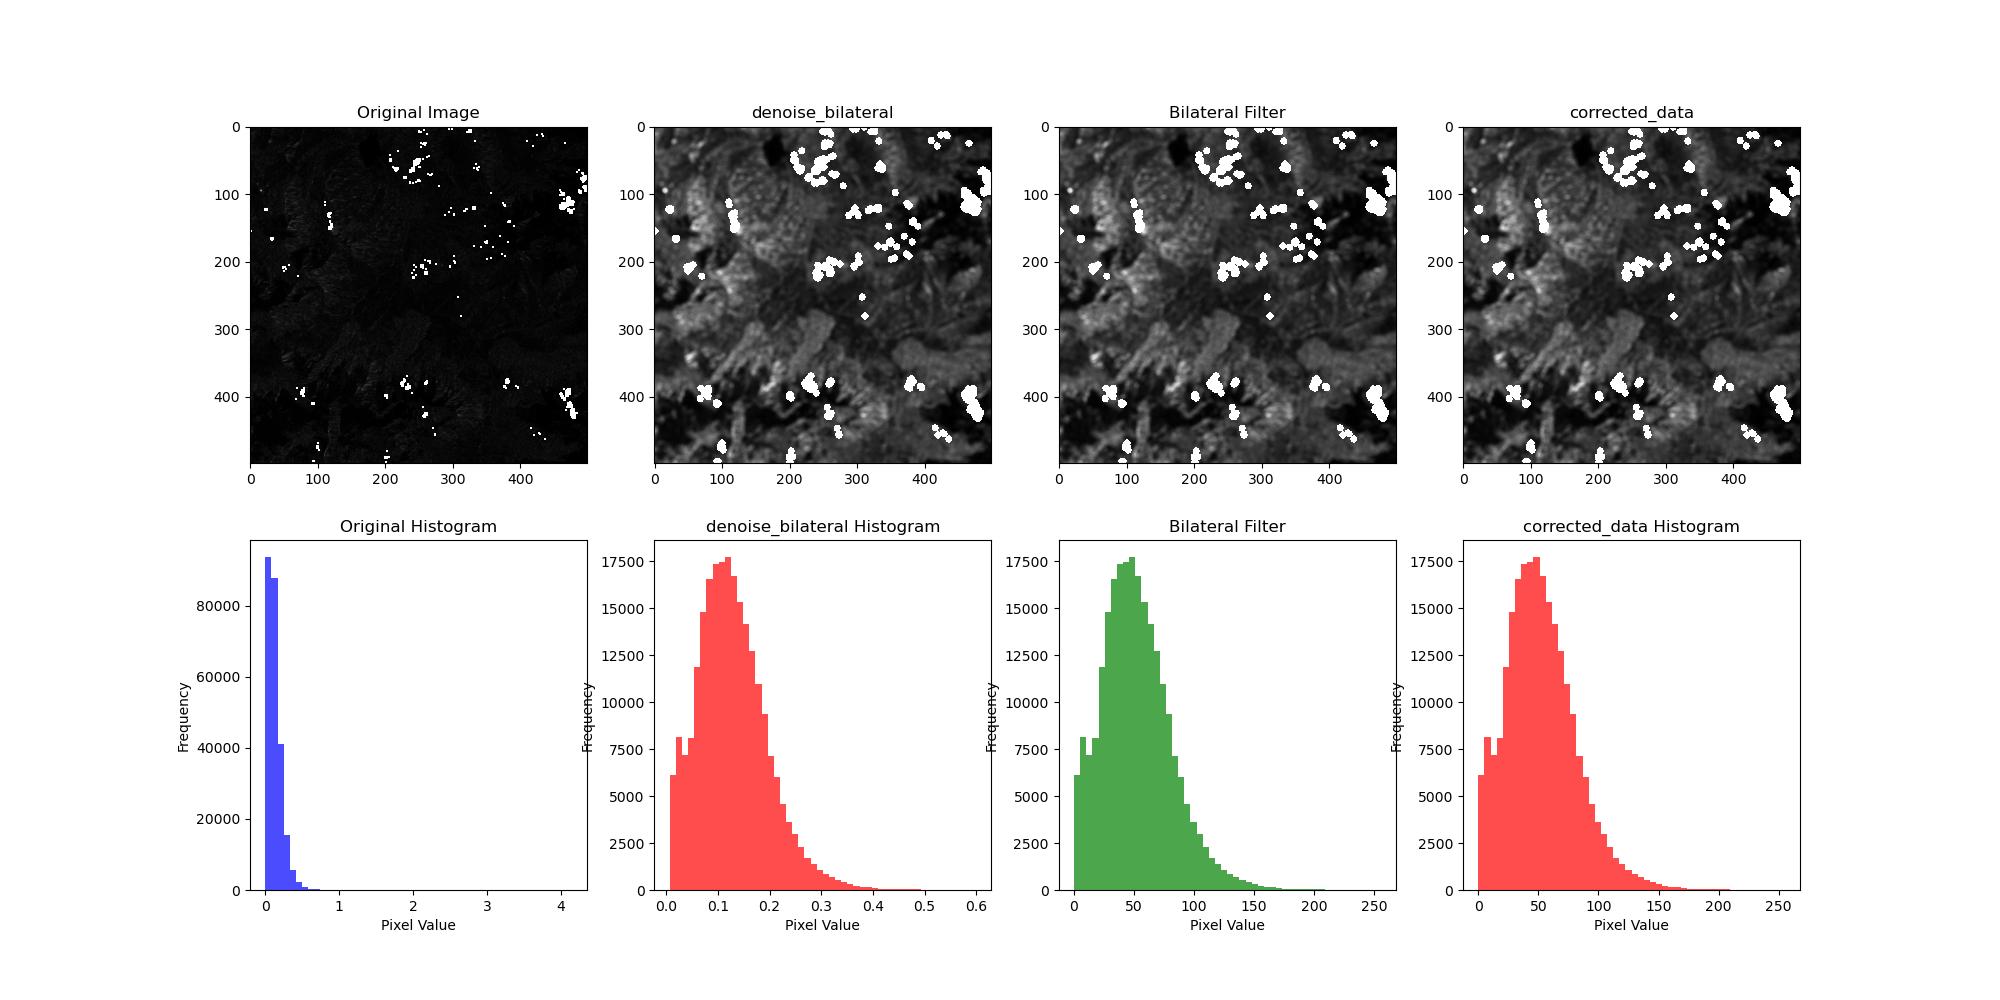 Original Image
denoise_bilateral
Bilateral Filter
corrected_data
0
100
200
300
400
0 100 200 300 400
0
100
200
300
400
0 100 200 300 400
0
100
200
300
400
0 100 200 300 400
0
100
200
300
400
0 100 200 300 400
Original Histogram
denoise_bilateral Histogram
Bilateral Filter
corrected_data Histogram
Frequency
80000
60000
40000
20000
0
0 1 2 3 4
Pixel Value
Frequency
17500
15000
12500
10000
7500
5000
2500
0
0.0 0.1 0.2 0.3 0.4 0.5 0.6
Pixel Value
Frequency
17500
15000
12500
10000
7500
5000
2500
0
0 50 100 150 200 250
Pixel Value
Frequency
17500
15000
12500
10000
7500
5000
2500
0
0 50 100 150 200 250
Pixel Value